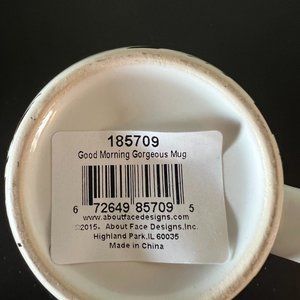 185709
Good Morning Gorgeous Mug
6 72649 85709 5
www.aboutfacedesigns.com
©2015, About Face Designs,Inc.
Highland Park,IL 60035
Made in China